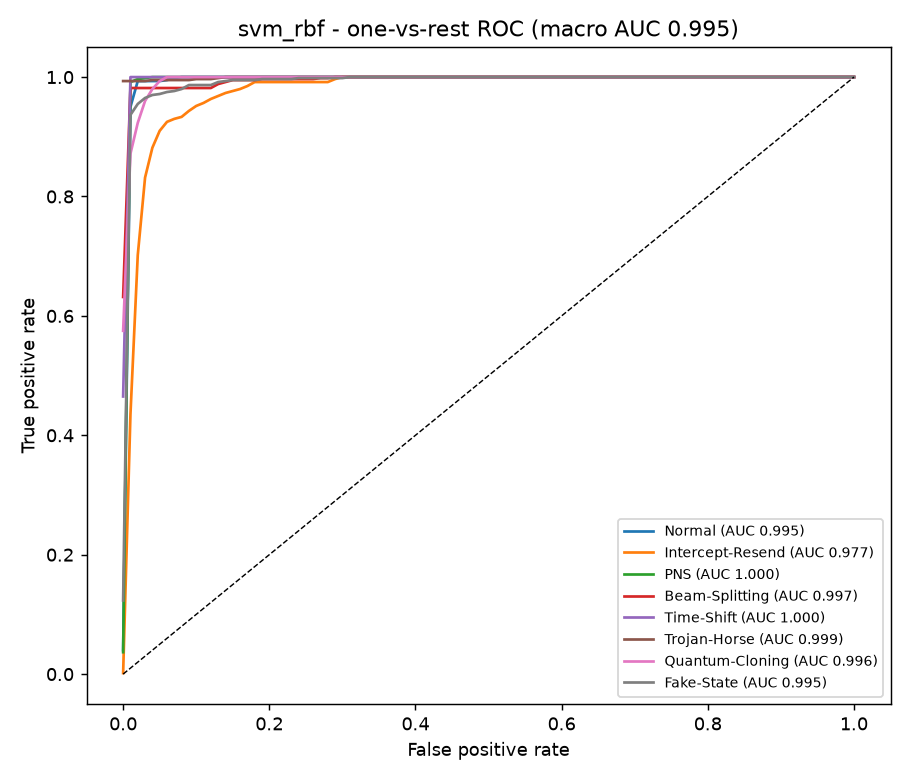 svm_rbf - one-vs-rest ROC (macro AUC 0.995)
1.0
0.8
0.6
0.4
0.2
0.0
True positive rate
Normal (AUC 0.995)
Intercept-Resend (AUC 0.977)
PNS (AUC 1.000)
Beam-Splitting (AUC 0.997)
Time-Shift (AUC 1.000)
Trojan-Horse (AUC 0.999)
Quantum-Cloning (AUC 0.996)
Fake-State (AUC 0.995)
0.0 0.2 0.4 0.6 0.8 1.0
False positive rate